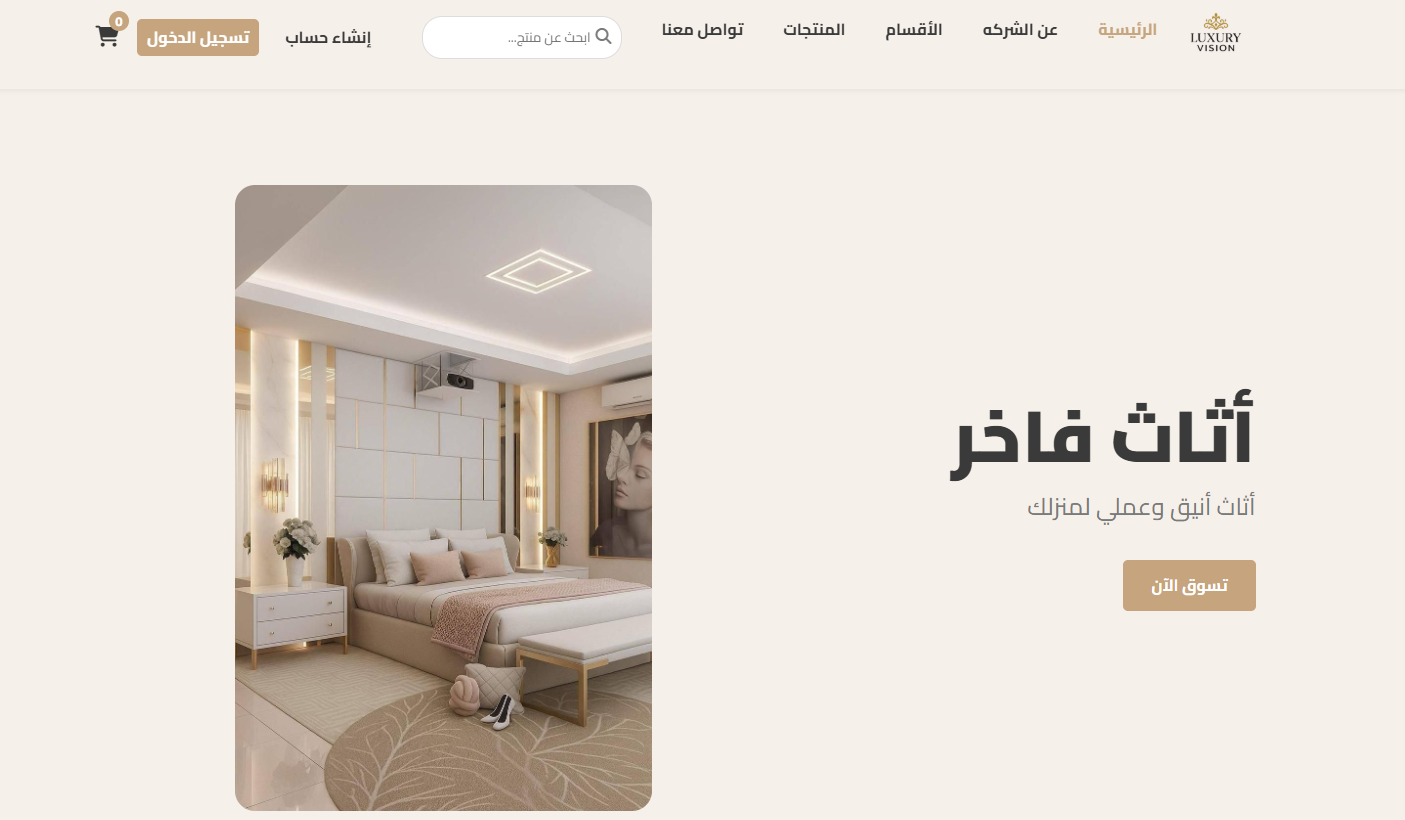 LUXURY
VISION
الرئيسية
عن الشركه
الأقسام
المنتجات
تواصل معنا
ابحث عن منتج...
إنشاء حساب
تسجيل الدخول
0
أثاث فاخر
أثاث أنيق وعملي لمنزلك
تسوق الآن